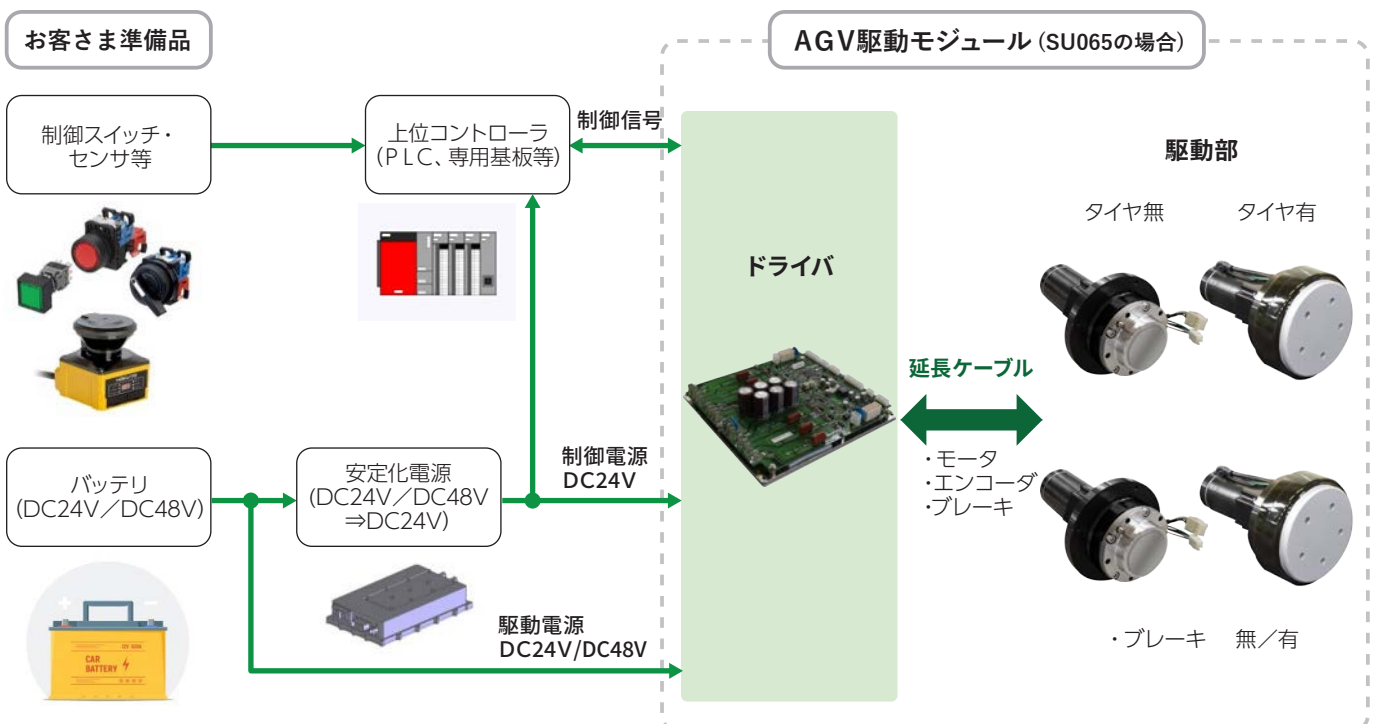 お客さま準備品
AGV駆動モジュール (SU065の場合)
制御スイッチ・
センサ等
上位コントローラ
(PLC、専用基板等)
制御信号
駆動部
タイヤ無
タイヤ有
ドライバ
延長ケーブル
・モータ
・エンコーダ
・ブレーキ
バッテリ
(DC24V／DC48V)
安定化電源
(DC24V／DC48V
⇒DC24V)
制御電源
DC24V
駆動電源
DC24V/DC48V
・ブレーキ 無／有
CAR
BATTERY